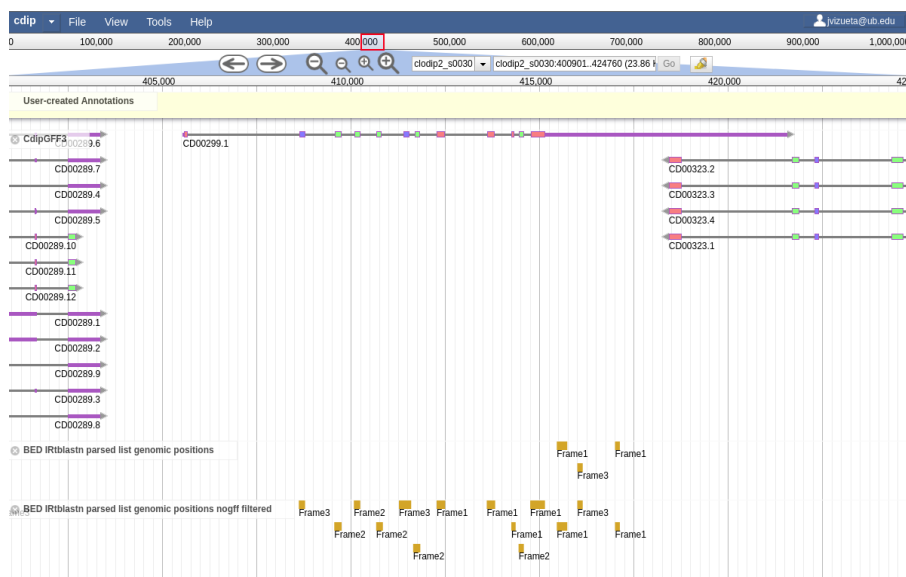 cdip File View Tools Help jvizueta@ub.edu
0 100,000 200,000 300,000 400,000 500,000 600,000 700,000 800,000 900,000 1,000,00
clodip2_s0030 clodip2_s0030:400901..424760 (23.86 Go
405,000 410,000 415,000 420,000 42
User-created Annotations
CdipGFF3
CD00289.6 CD00299.1
CD00289.7 CD00323.2
CD00289.4 CD00323.3
CD00289.5 CD00323.4
CD00289.10 CD00323.1
CD00289.11
CD00289.12
CD00289.1
CD00289.2
CD00289.9
CD00289.3
CD00289.8
BED IRtblastn parsed list genomic positions
Frame1 Frame1
Frame3
BED IRtblastn parsed list genomic positions nogff filtered
Frame3 Frame2 Frame3 Frame1 Frame1 Frame1 Frame3
Frame2 Frame2 Frame1 Frame1 Frame1
Frame2 Frame2